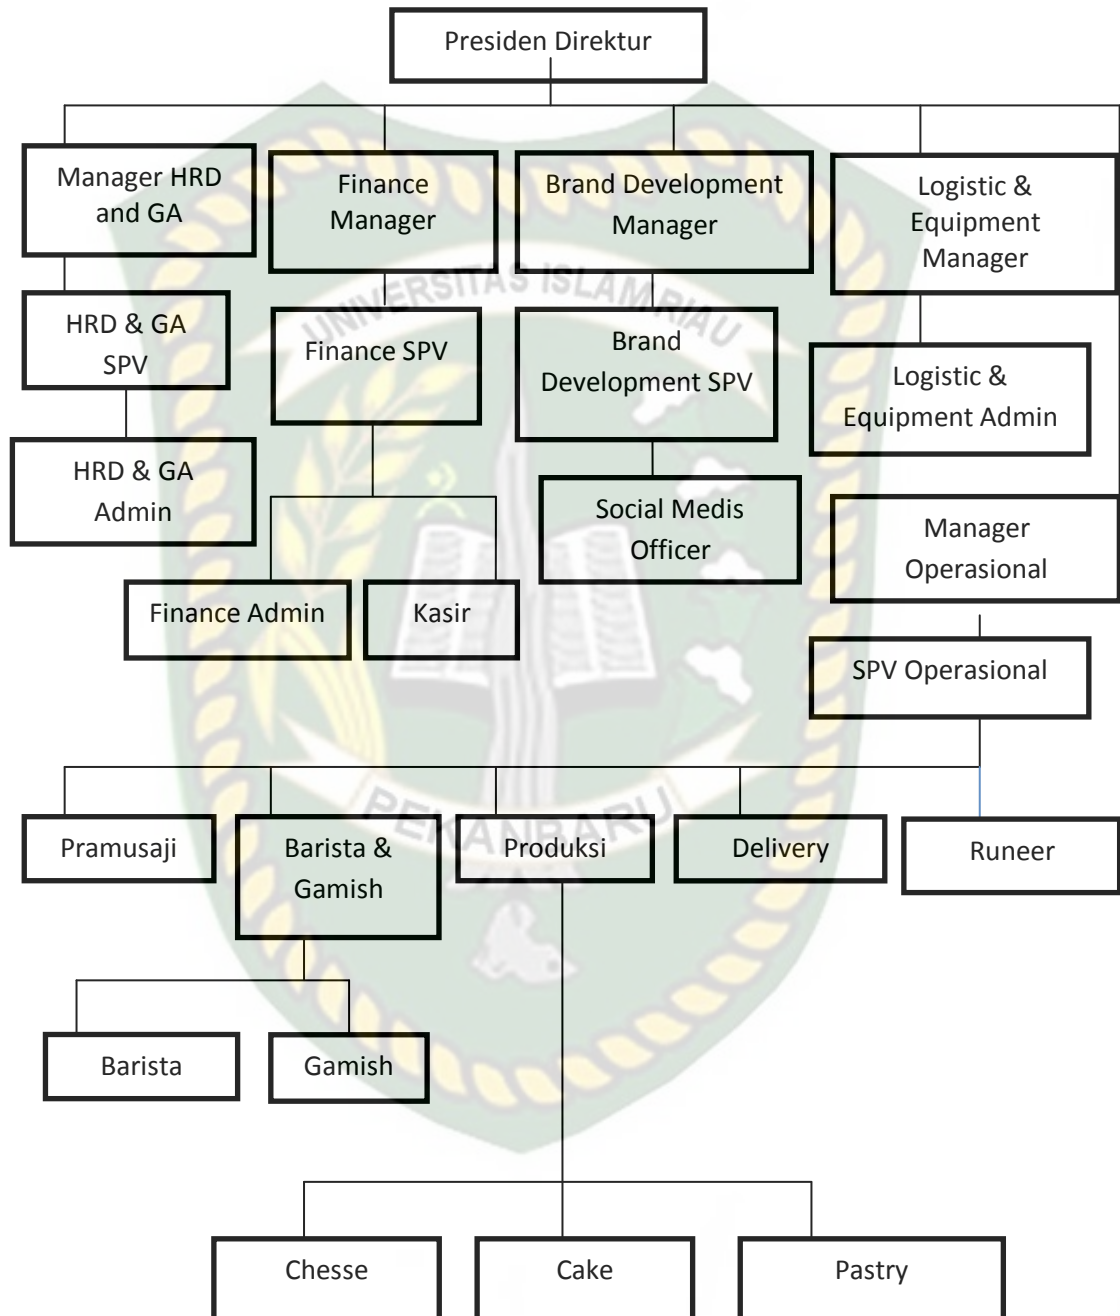 Presiden Direktur
Manager HRD
and GA
Finance
Manager
Brand Development
Manager
Logistic &
Equipment
Manager
HRD & GA
SPV
Finance SPV
Brand
Development SPV
Logistic &
Equipment Admin
HRD & GA
Admin
Social Medis
Officer
Manager
Operasional
Finance Admin
Kasir
SPV Operasional
Pramusaji
Barista &
Gamish
Produksi
Delivery
Runeer
Barista
Gamish
Chesse
Cake
Pastry
UNIVERSITAS ISLAM RIAU
PEKANBARU